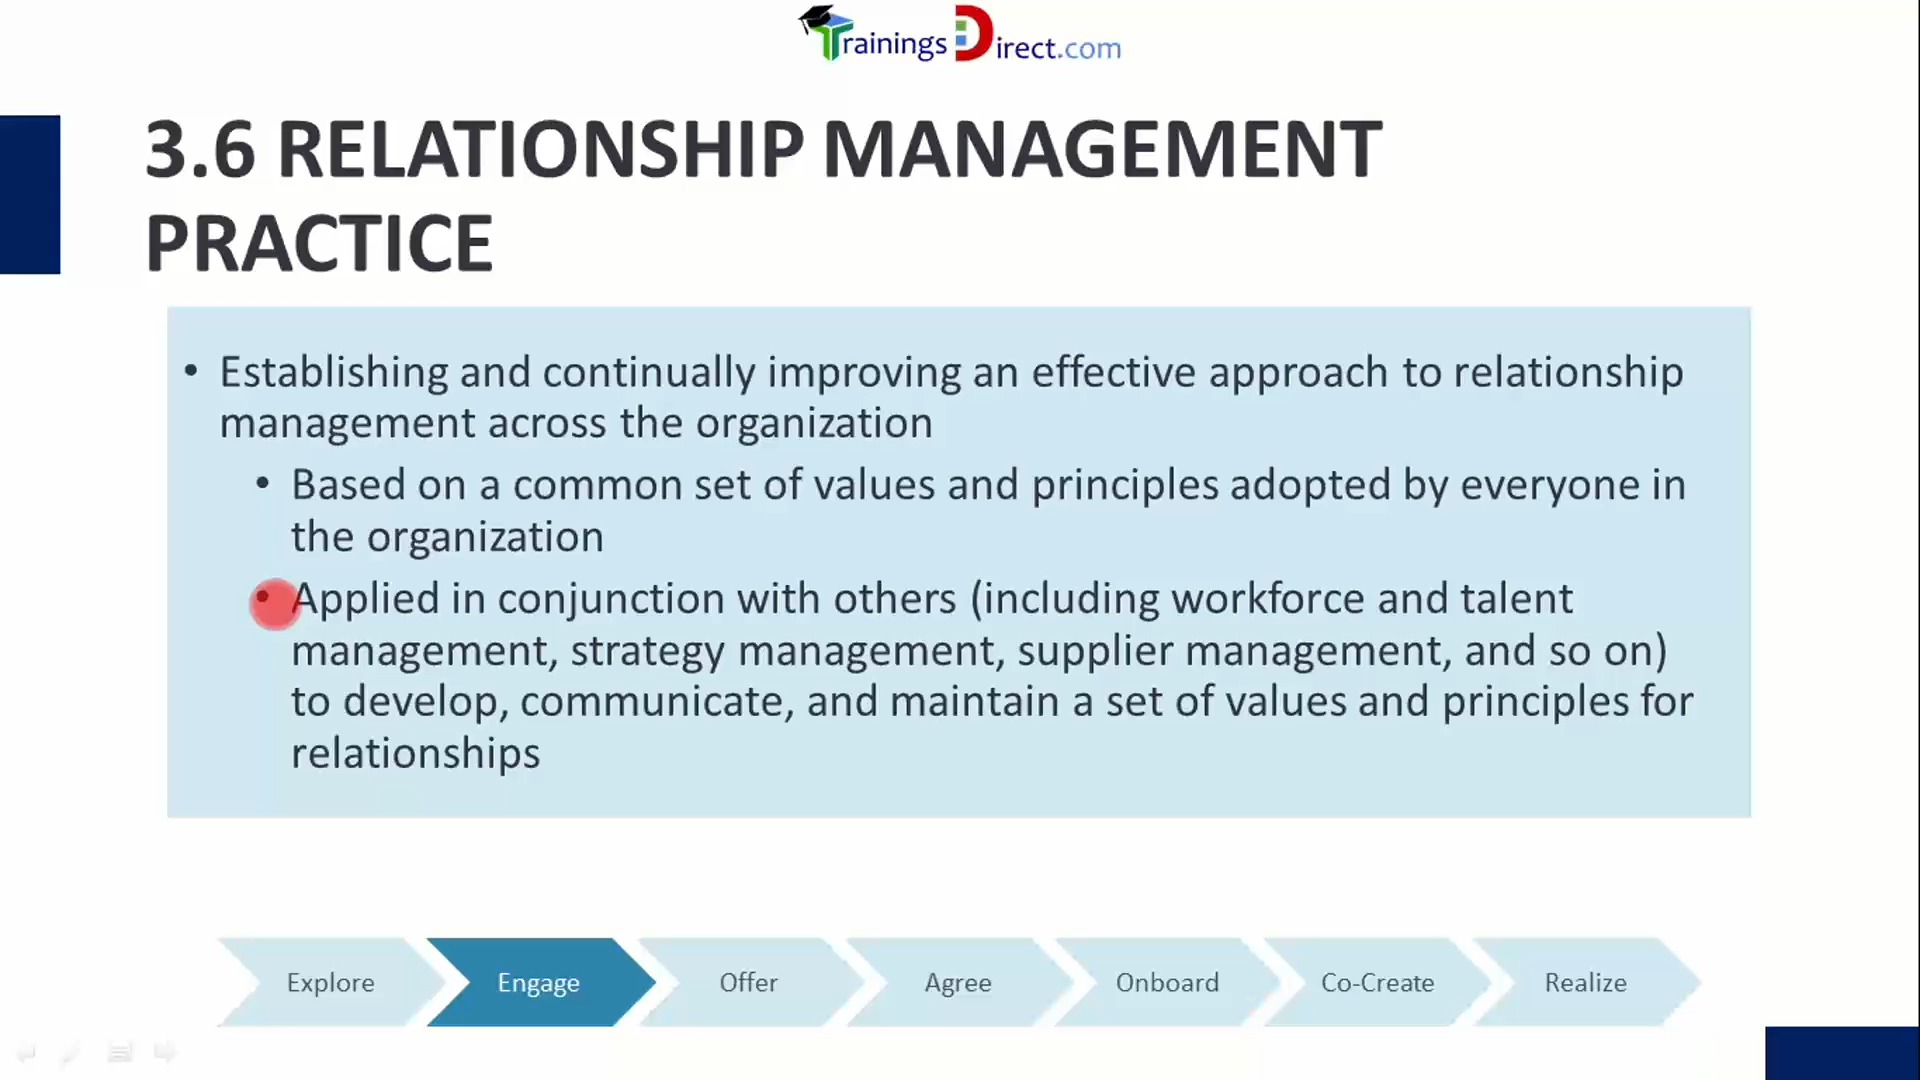 TrainingsDirect.com
3.6 RELATIONSHIP MANAGEMENT
PRACTICE
• Establishing and continually improving an effective approach to relationship
management across the organization
• Based on a common set of values and principles adopted by everyone in
the organization
• Applied in conjunction with others (including workforce and talent
management, strategy management, supplier management, and so on)
to develop, communicate, and maintain a set of values and principles for
relationships
Explore Engage Offer Agree Onboard Co-Create Realize